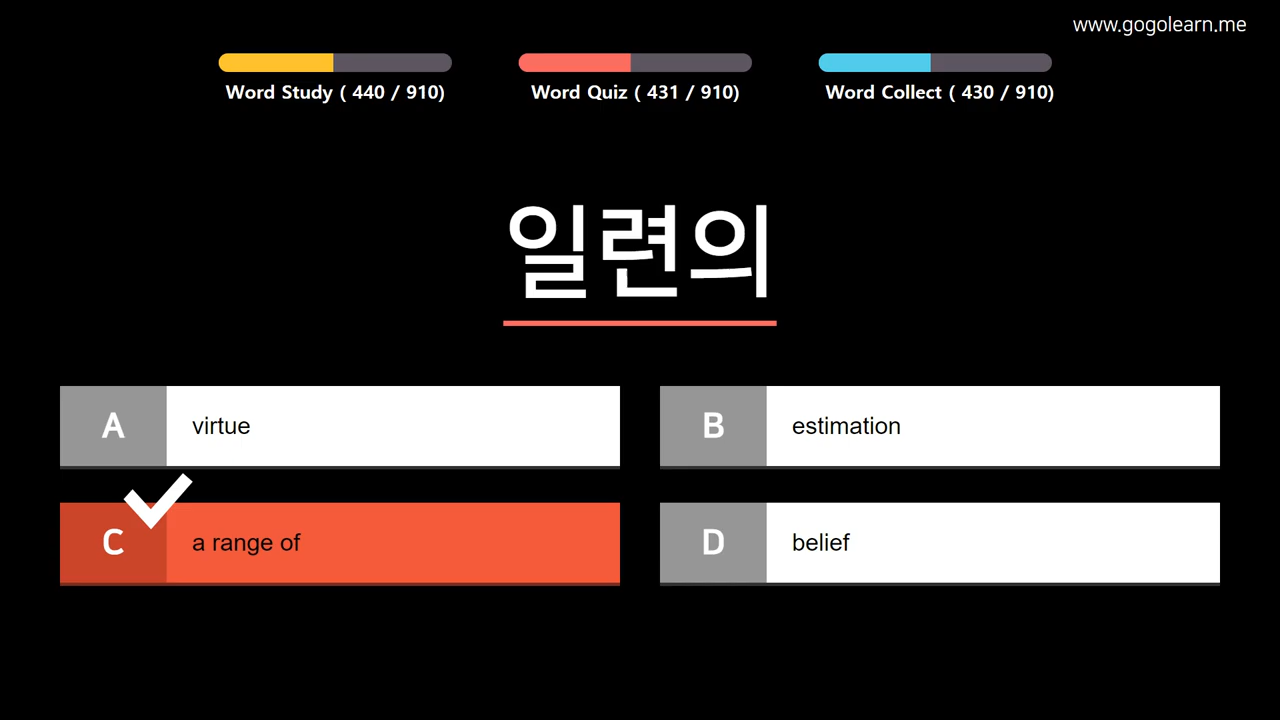 www.gogolearn.me
Word Study ( 440 / 910)
Word Quiz ( 431 / 910)
Word Collect ( 430 / 910)
일련의
A
virtue
B
estimation
C
a range of
D
belief